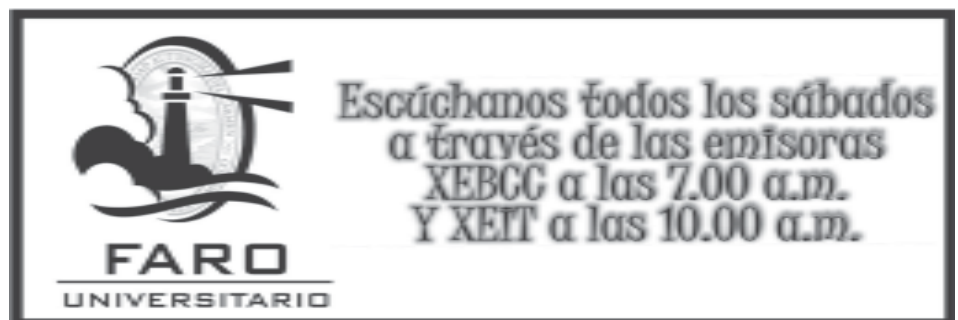 FARO
UNIVERSITARIO
Escúchanos todos los sábados
a través de las emisoras
XEBCC a las 7.00 a.m.
Y XEIT a las 10.00 a.m.